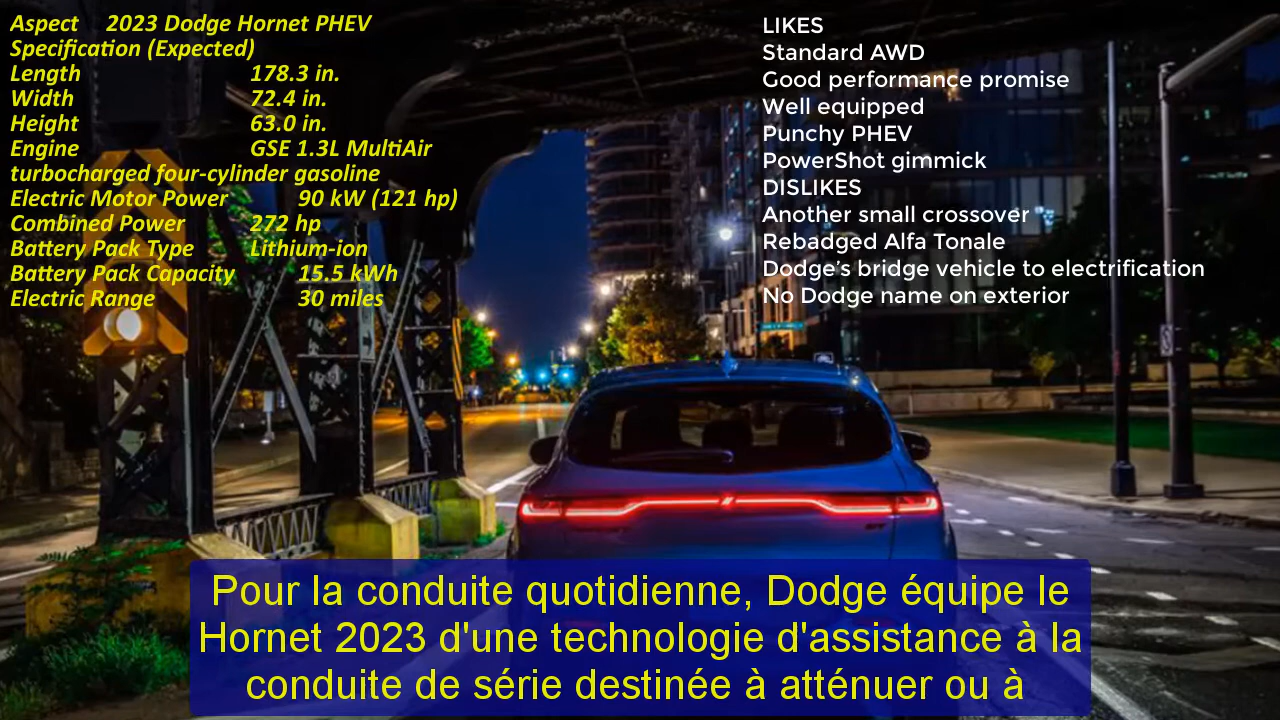 Aspect 2023 Dodge Hornet PHEV
Specification (Expected)
Length 178.3 in.
Width 72.4 in.
Height 63.0 in.
Engine GSE 1.3L MultiAir
turbocharged four-cylinder gasoline
Electric Motor Power 90 kW (121 hp)
Combined Power 272 hp
Battery Pack Type Lithium-ion
Battery Pack Capacity 15.5 kWh
Electric Range 30 miles
LIKES
Standard AWD
Good performance promise
Well equipped
Punchy PHEV
PowerShot gimmick
DISLIKES
Another small crossover
Rebadged Alfa Tonale
Dodge’s bridge vehicle to electrification
No Dodge name on exterior
Pour la conduite quotidienne, Dodge équipe le
Hornet 2023 d'une technologie d'assistance à la
conduite de série destinée à atténuer ou à